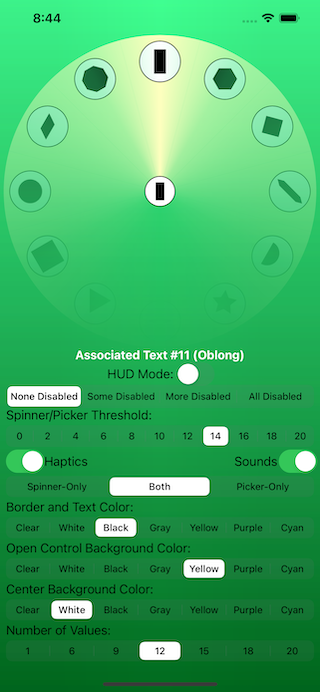 8:44
Associated Text #11 (Oblong)
HUD Mode:
None Disabled Some Disabled More Disabled All Disabled
Spinner/Picker Threshold:
0 2 4 6 8 10 12 14 16 18 20
Haptics Sounds
Spinner-Only Both Picker-Only
Border and Text Color:
Clear White Black Gray Yellow Purple Cyan
Open Control Background Color:
Clear White Black Gray Yellow Purple Cyan
Center Background Color:
Clear White Black Gray Yellow Purple Cyan
Number of Values:
1 6 9 12 15 18 20